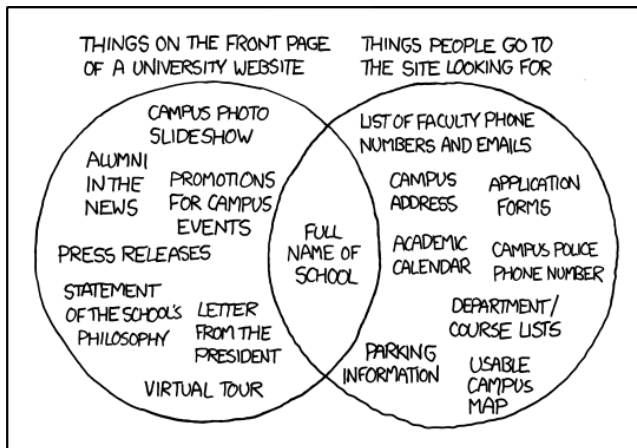 THINGS ON THE FRONT PAGE
OF A UNIVERSITY WEBSITE
THINGS PEOPLE GO TO
THE SITE LOOKING FOR
CAMPUS PHOTO
SLIDESHOW
ALUMNI
IN THE
NEWS
PROMOTIONS
FOR CAMPUS
EVENTS
PRESS RELEASES
STATEMENT
OF THE SCHOOL'S
PHILOSOPHY
LETTER
FROM THE
PRESIDENT
VIRTUAL TOUR
FULL
NAME OF
SCHOOL
LIST OF FACULTY PHONE
NUMBERS AND EMAILS
CAMPUS
ADDRESS
APPLICATION
FORMS
ACADEMIC
CALENDAR
CAMPUS POLICE
PHONE NUMBER
DEPARTMENT/
COURSE LISTS
PARKING
INFORMATION
USABLE
CAMPUS
MAP